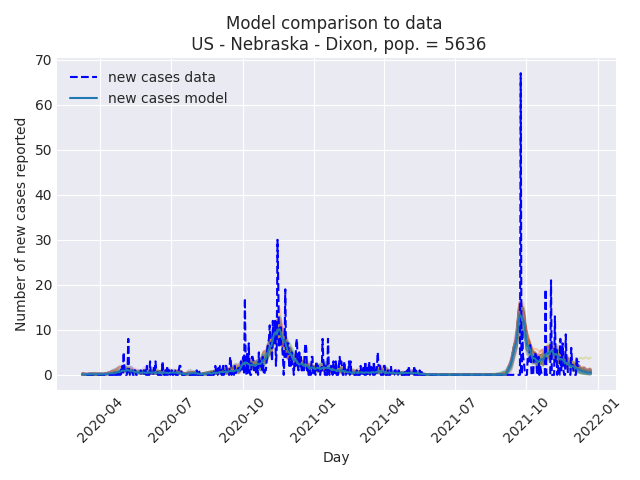 Model comparison to data
US - Nebraska - Dixon, pop. = 5636
new cases data
new cases model
Number of new cases reported
70
60
50
40
30
20
10
0
2020-04
2020-07
2020-10
2021-01
2021-04
2021-07
2021-10
2022-01
Day